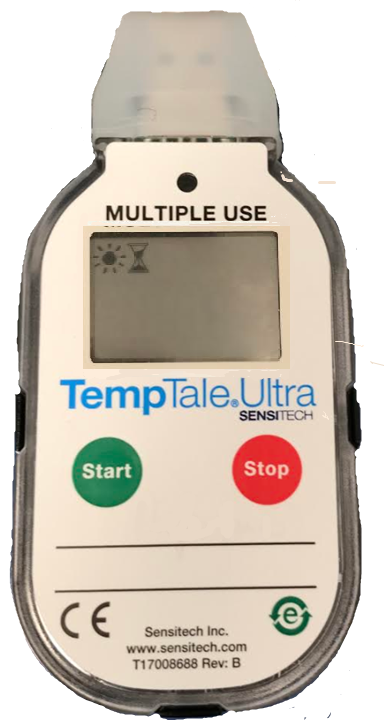 MULTIPLE USE
TempTale®Ultra
SENSITECH
Start
Stop
CE
e
Sensitech Inc.
www.sensitech.com
T17008688 Rev: B